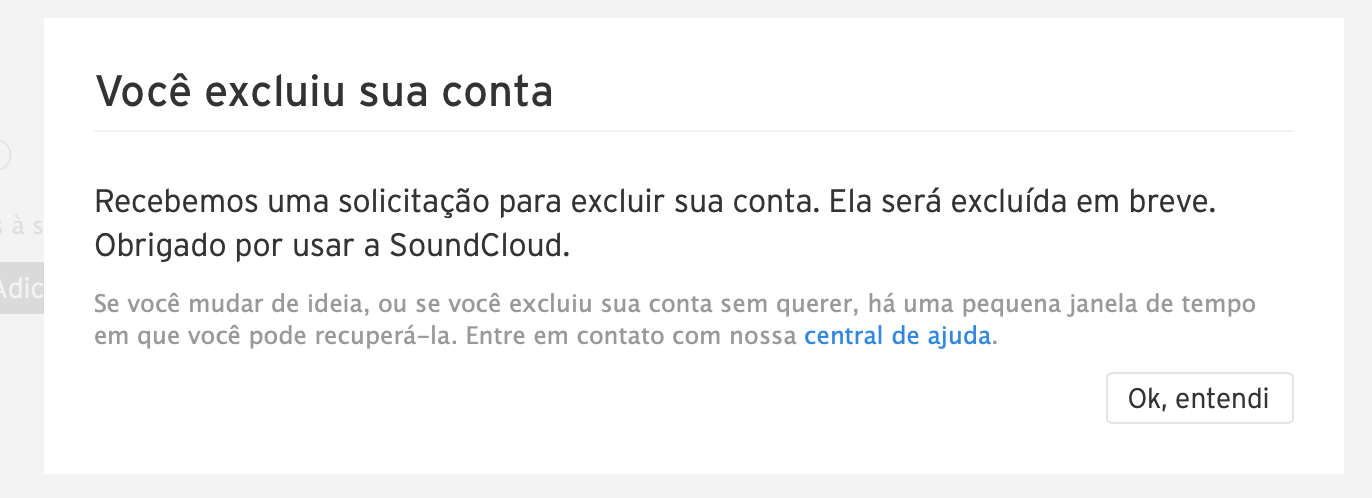 Você excluiu sua conta
Recebemos uma solicitação para excluir sua conta. Ela será excluída em breve.
Obrigado por usar a SoundCloud.
s à s
Adic
Se você mudar de ideia, ou se você excluiu sua conta sem querer, há uma pequena janela de tempo
em que você pode recuperá-la. Entre em contato com nossa central de ajuda.
Ok, entendi